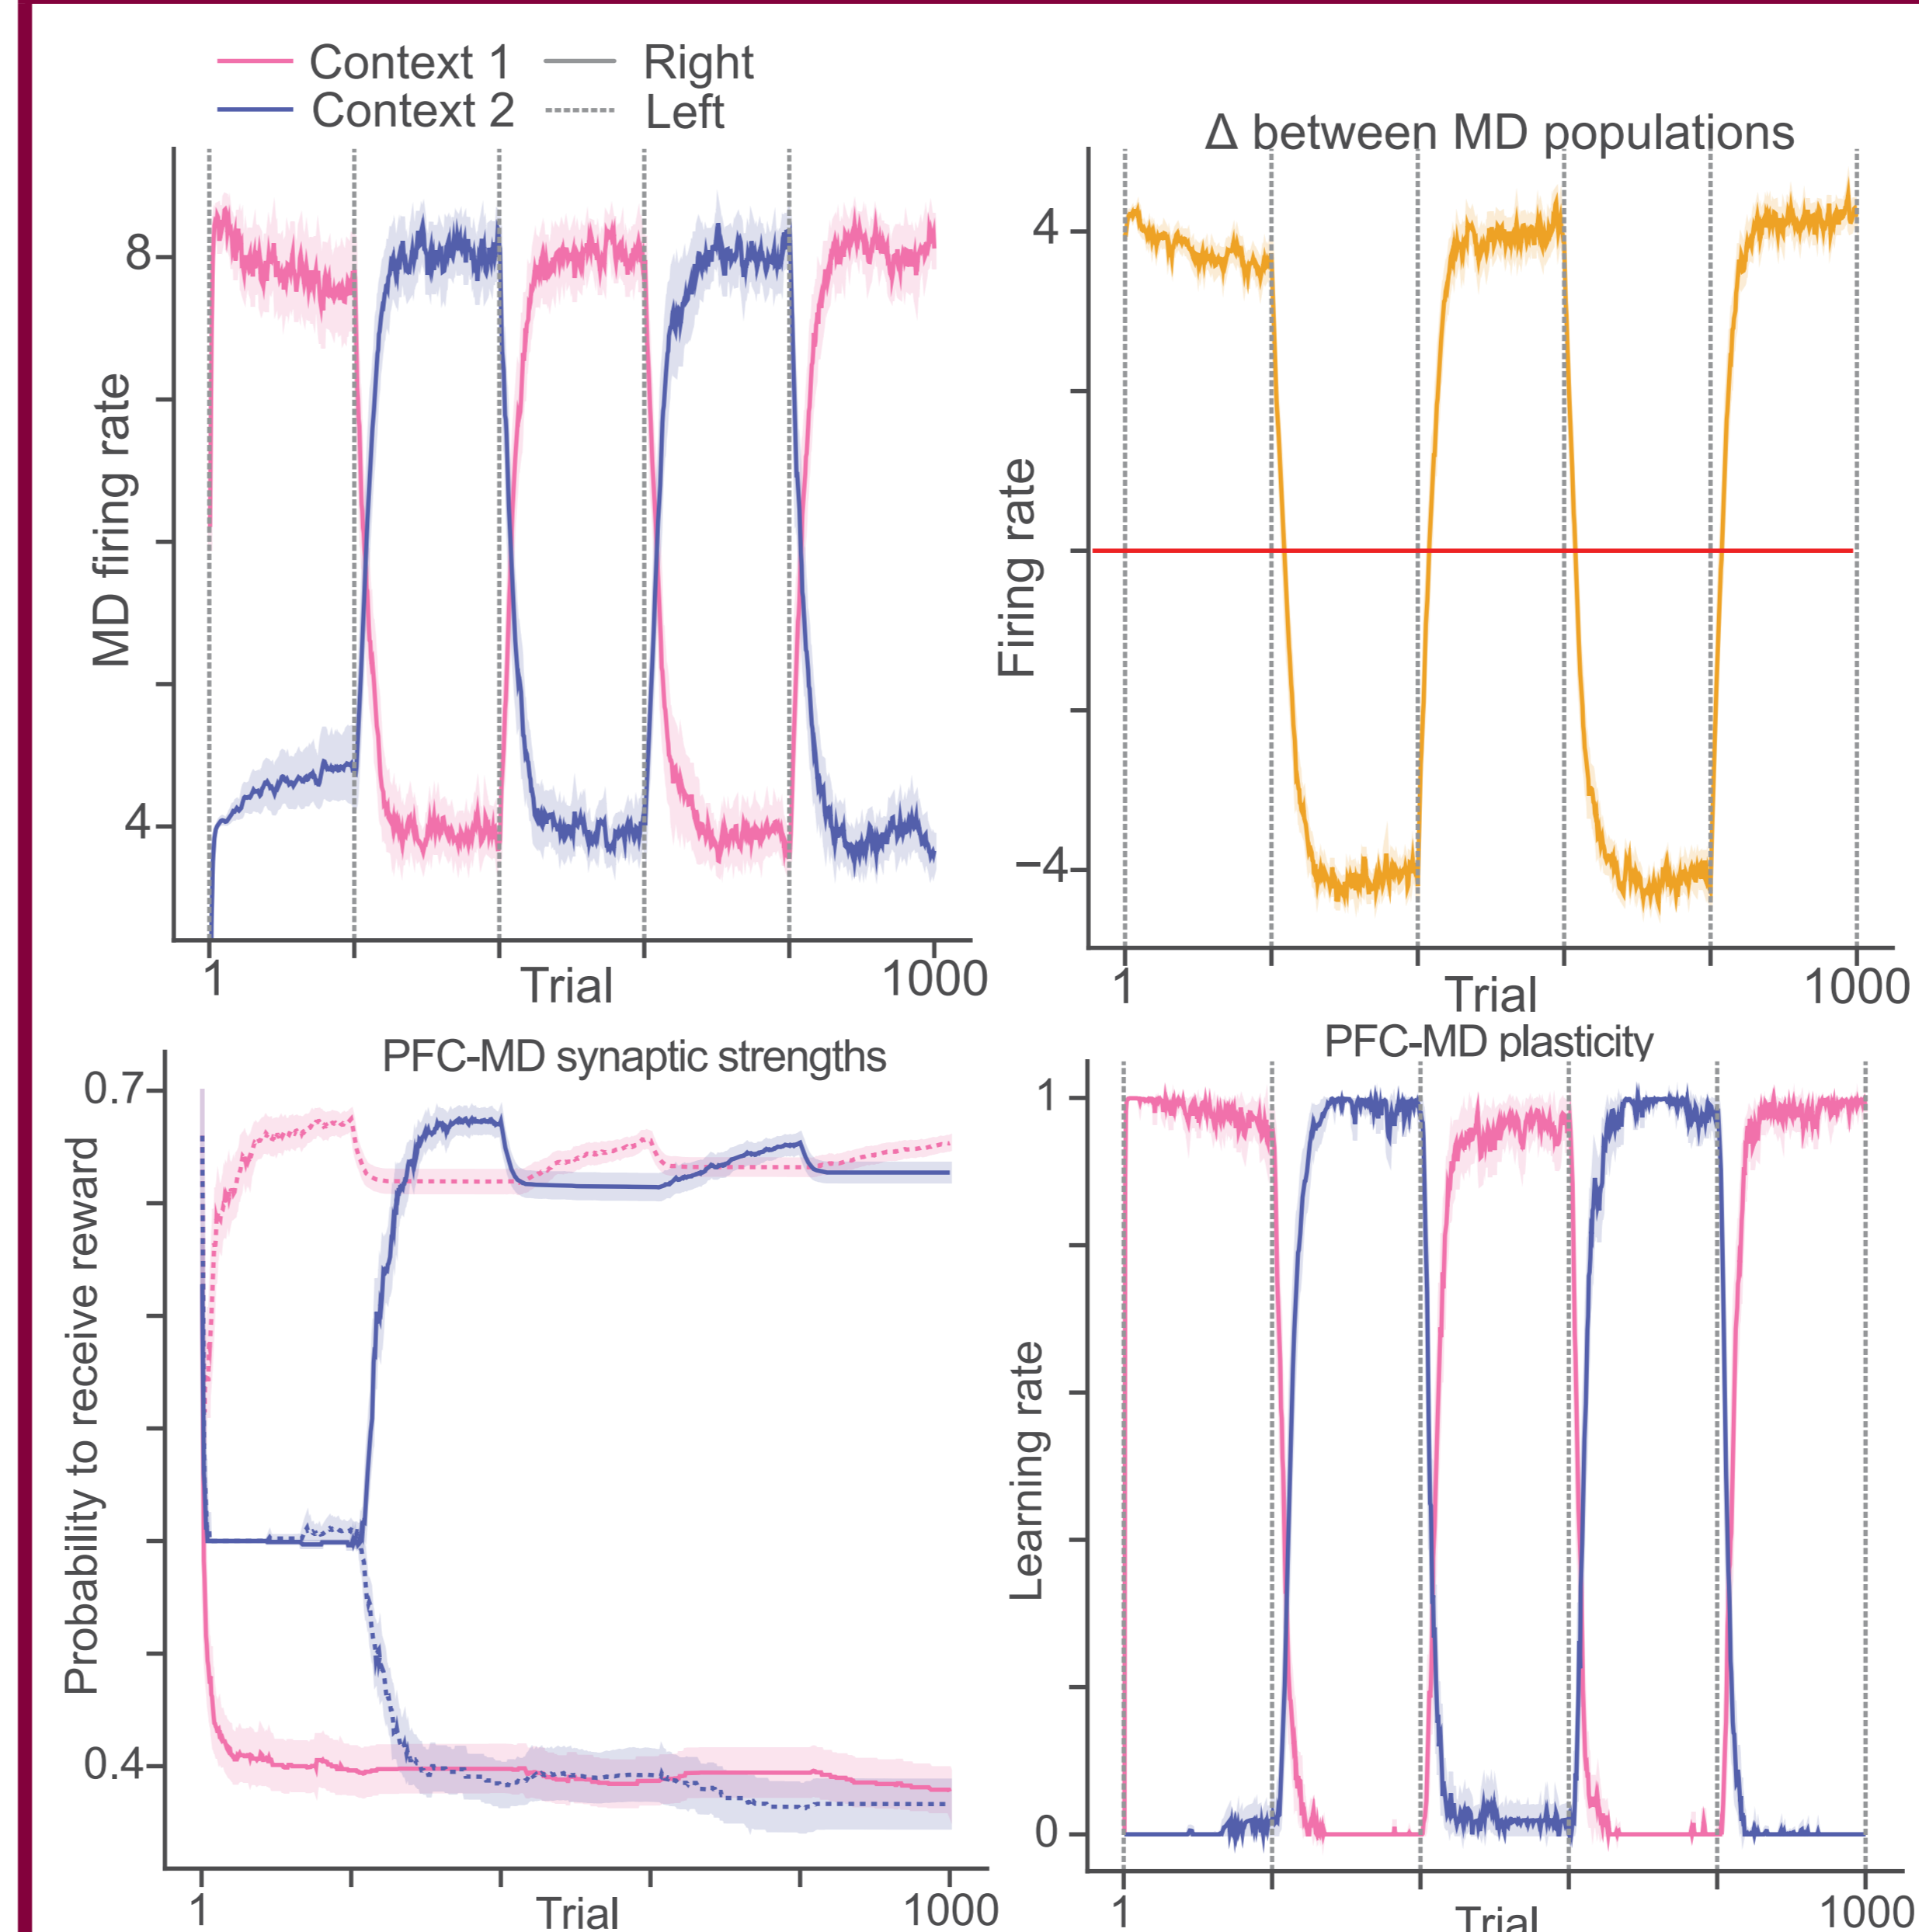 Context 1
Right
Context 2
Left
MD firing rate
8
4
1
Trial
1000
Δ between MD populations
Firing rate
4
−4
1
Trial
1000
PFC-MD synaptic strengths
Probability to receive reward
0.7
0.4
1
Trial
1000
PFC-MD plasticity
Learning rate
1
0
1
Trial
1000